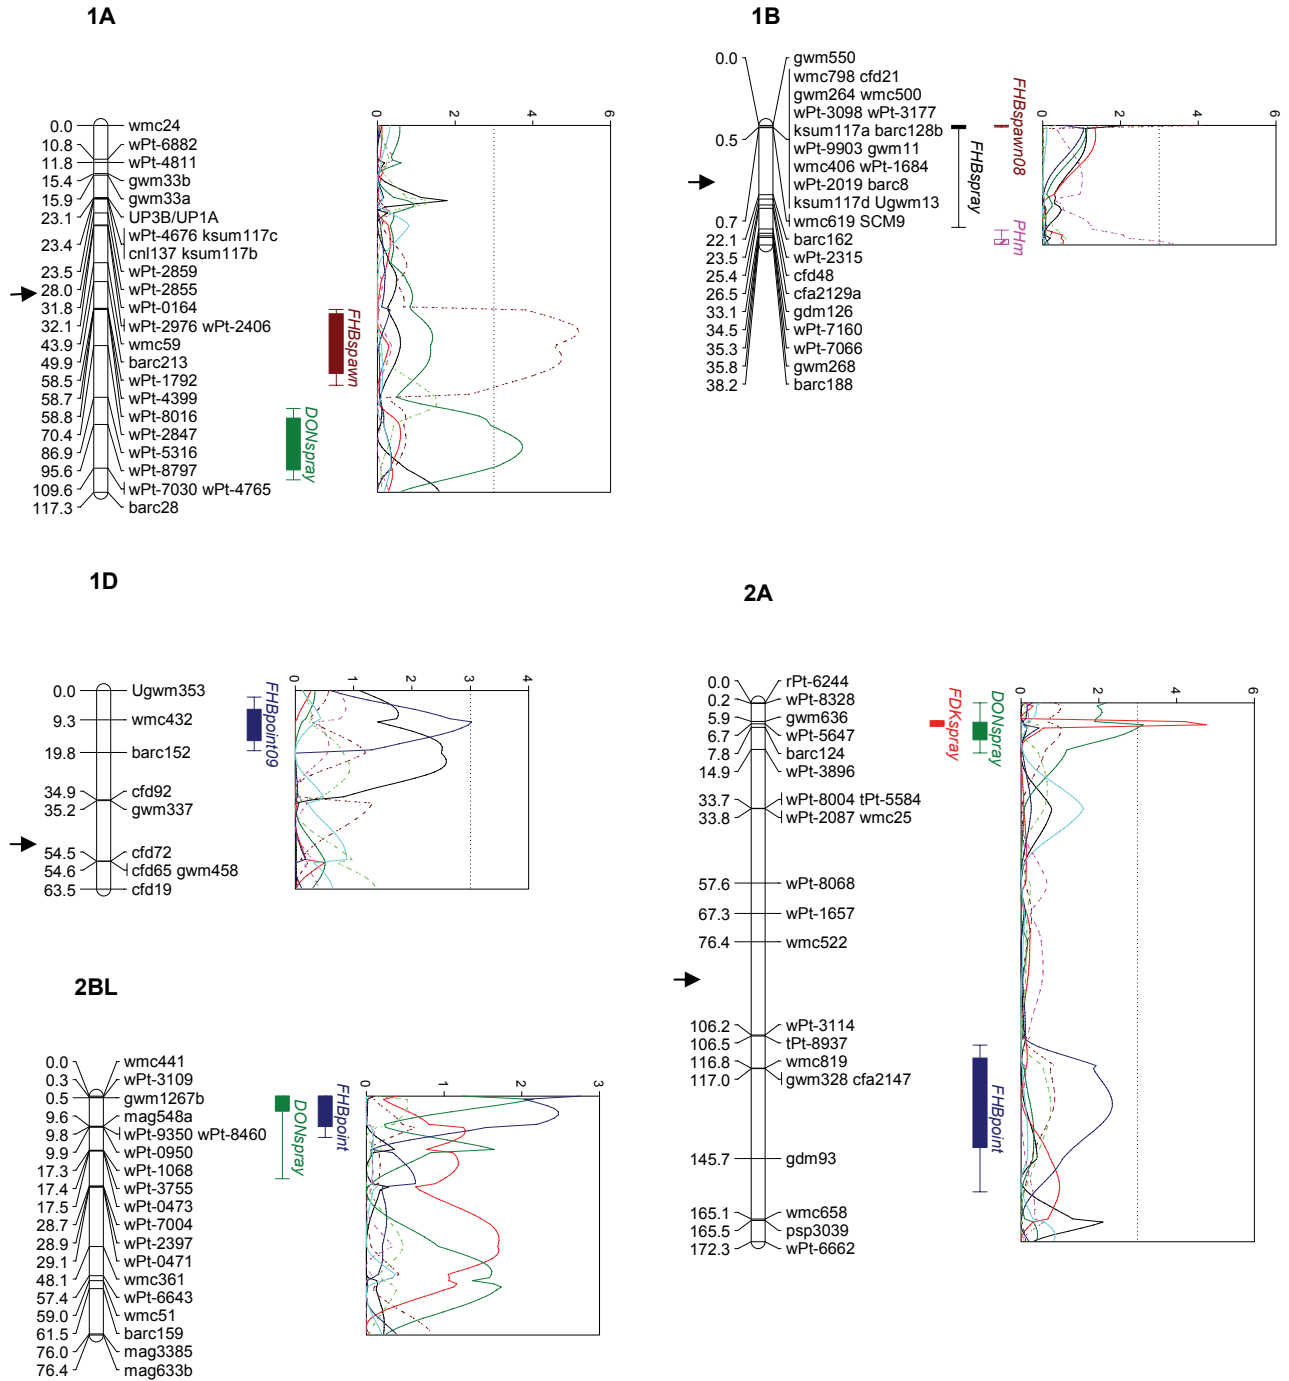 1A
0.0 wmc24
10.8 wPt-6882
11.8 wPt-4811
15.4 gwm33b
15.9 gwm33a
23.1 UP3B/UP1A
wPt-4676 ksum117c
23.4
cnl137 ksum117b
23.5 wPt-2859
28.0 wPt-2855
31.8 wPt-0164
32.1 wPt-2976 wPt-2406
43.9 wmc59
49.9 barc213
58.5 wPt-1792
58.7 wPt-4399
58.8 wPt-8016
70.4 wPt-2847
86.9 wPt-5316
95.6 wPt-8797
109.6 wPt-7030 wPt-4765
117.3 barc28
FHBspawn
DONspray
0 2 4 6
1B
0.0 gwm550
wmc798 cfd21
gwm264 wmc500
wPt-3098 wPt-3177
ksum117a barc128b
0.5 wPt-9903 gwm11
wmc406 wPt-1684
wPt-2019 barc8
ksum117d Ugwm13
0.7 wmc619 SCM9
22.1 barc162
23.5 wPt-2315
25.4 cfd48
26.5 cfa2129a
33.1 gdm126
34.5 wPt-7160
35.3 wPt-7066
35.8 gwm268
38.2 barc188
FHBspray
FHBspawn08
PHm
0 2 4 6
1D
0.0 Ugwm353
9.3 wmc432
19.8 barc152
34.9 cfd92
35.2 gwm337
54.5 cfd72
54.6 cfd65 gwm458
63.5 cfd19
FHBpoint09
0 1 2 3 4
2A
0.0 rPt-6244
0.2 wPt-8328
5.9 gwm636
6.7 wPt-5647
7.8 barc124
14.9 wPt-3896
33.7 wPt-8004 tPt-5584
33.8 wPt-2087 wmc25
57.6 wPt-8068
67.3 wPt-1657
76.4 wmc522
106.2 wPt-3114
106.5 tPt-8937
116.8 wmc819
117.0 gwm328 cfa2147
145.7 gdm93
165.1 wmc658
165.5 psp3039
172.3 wPt-6662
FDKspray
DONspray
FHBpoint
0 2 4 6
2BL
0.0 wmc441
0.3 wPt-3109
0.5 gwm1267b
9.6 mag548a
9.8 wPt-9350 wPt-8460
9.9 wPt-0950
17.3 wPt-1068
17.4 wPt-3755
17.5 wPt-0473
28.7 wPt-7004
28.9 wPt-2397
29.1 wPt-0471
48.1 wmc361
57.4 wPt-6643
59.0 wmc51
61.5 barc159
76.0 mag3385
76.4 mag633b
DONspray
FHBpoint
0 1 2 3